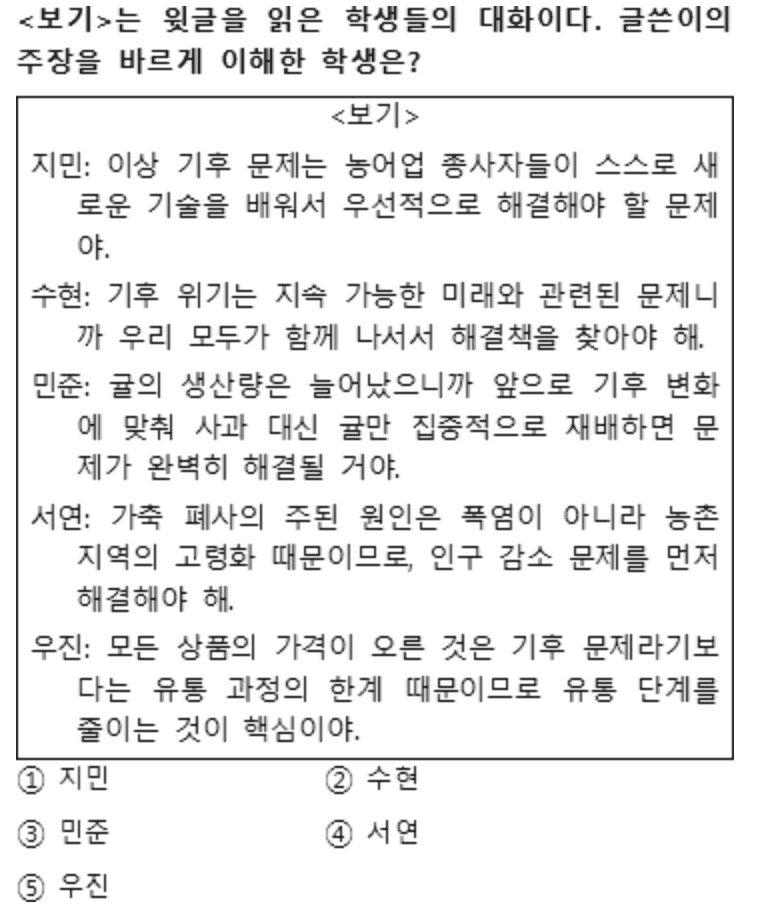 <보기>는 윗글을 읽은 학생들의 대화이다. 글쓴이의
주장을 바르게 이해한 학생은?
<보기>
지민: 이상 기후 문제는 농어업 종사자들이 스스로 새
로운 기술을 배워서 우선적으로 해결해야 할 문제
야.
수현: 기후 위기는 지속 가능한 미래와 관련된 문제니
까 우리 모두가 함께 나서서 해결책을 찾아야 해.
민준: 귤의 생산량은 늘어났으니까 앞으로 기후 변화
에 맞춰 사과 대신 귤만 집중적으로 재배하면 문
제가 완벽히 해결될 거야.
서연: 가축 폐사의 주된 원인은 폭염이 아니라 농촌
지역의 고령화 때문이므로, 인구 감소 문제를 먼저
해결해야 해.
우진: 모든 상품의 가격이 오른 것은 기후 문제라기보
다는 유통 과정의 한계 때문이므로 유통 단계를
줄이는 것이 핵심이야.
① 지민 ② 수현
③ 민준 ④ 서연
⑤ 우진